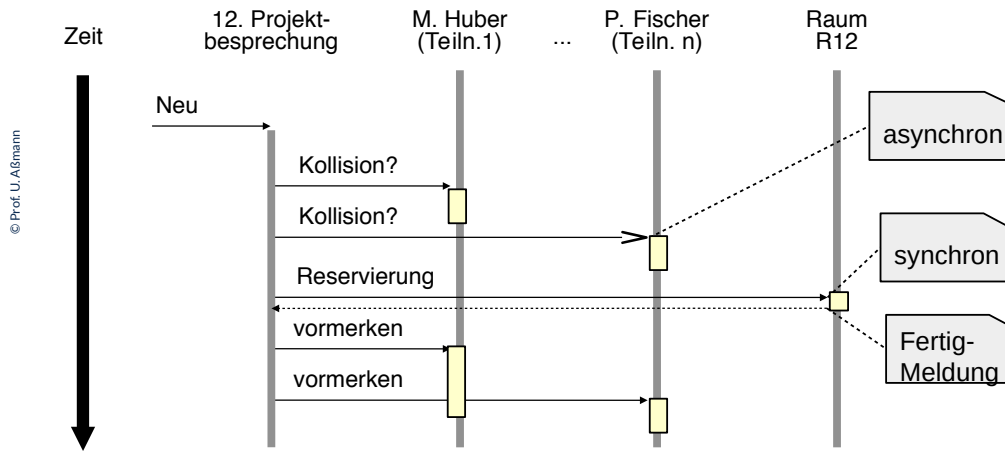 Zeit
12. Projekt-
besprechung
M. Huber
(Teiln.1)
...
P. Fischer
(Teiln. n)
Raum
R12
© Prof. U. Aßmann
Neu
asynchron
Kollision?
Kollision?
synchron
Reservierung
vormerken
Fertig-
Meldung
vormerken